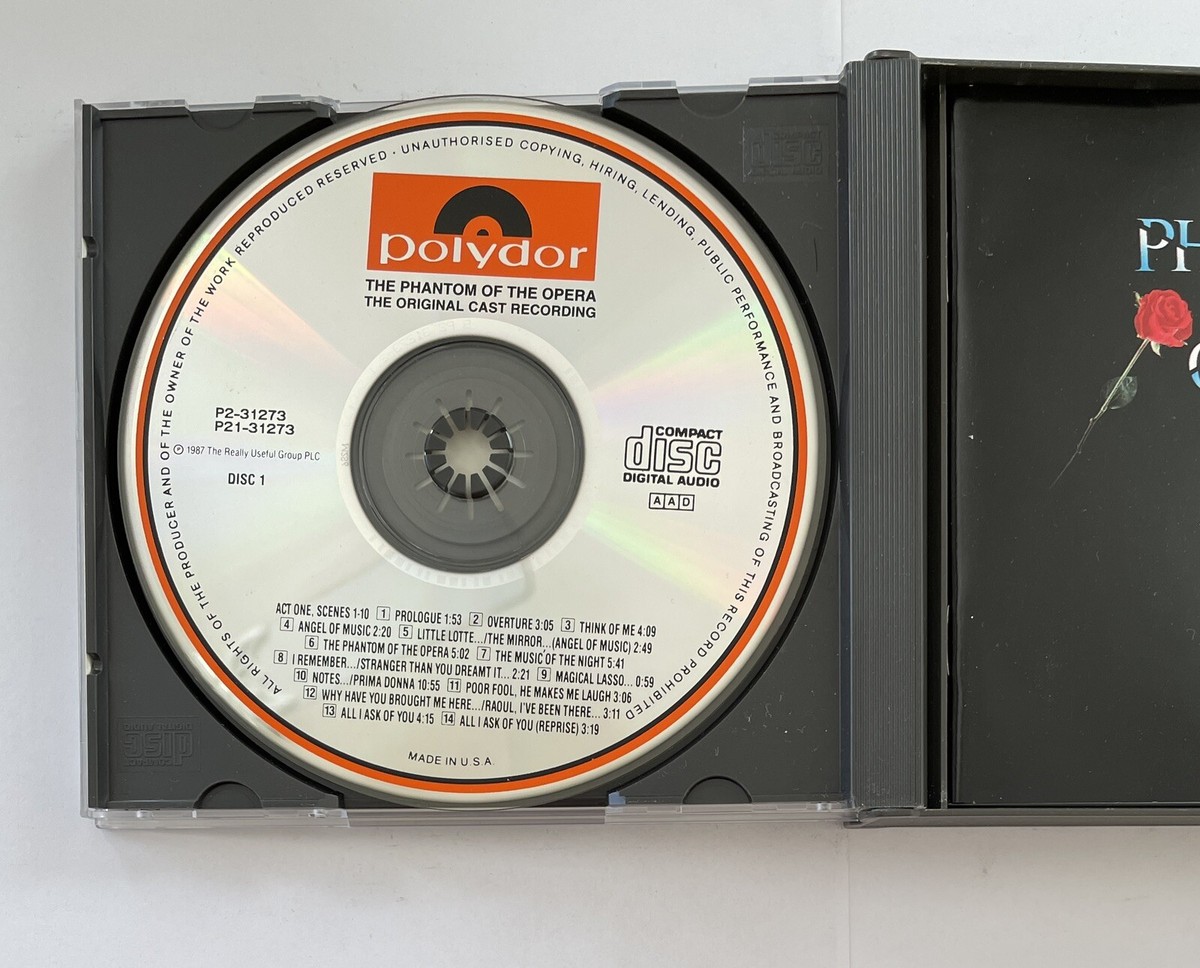 ALL RIGHTS OF THE PRODUCER AND OF THE OWNER OF THE WORK REPRODUCED RESERVED · UNAUTHORISED COPYING, HIRING, LENDING, PUBLIC PERFORMANCE AND BROADCASTING OF THIS RECORD PROHIBITED
polydor
THE PHANTOM OF THE OPERA
THE ORIGINAL CAST RECORDING
P2-31273
P21-31273
℗ 1987 The Really Useful Group PLC
DISC 1
COMPACT
disc
DIGITAL AUDIO
AAD
ACT ONE, SCENES 1-10 1 PROLOGUE 1:53 2 OVERTURE 3:05 3 THINK OF ME 4:09
4 ANGEL OF MUSIC 2:20 5 LITTLE LOTTE.../THE MIRROR...(ANGEL OF MUSIC) 2:49
6 THE PHANTOM OF THE OPERA 5:02 7 THE MUSIC OF THE NIGHT 5:41
8 I REMEMBER.../STRANGER THAN YOU DREAMT IT... 2:21 9 MAGICAL LASSO... 0:59
10 NOTES.../PRIMA DONNA 10:55 11 POOR FOOL, HE MAKES ME LAUGH 3:06
12 WHY HAVE YOU BROUGHT ME HERE.../RAOUL, I'VE BEEN THERE... 3:11
13 ALL I ASK OF YOU 4:15 14 ALL I ASK OF YOU (REPRISE) 3:19
MADE IN U.S.A.
COMPACT
disc
DIGITAL AUDIO
COMPACT
disc
DIGITAL AUDIO
PH